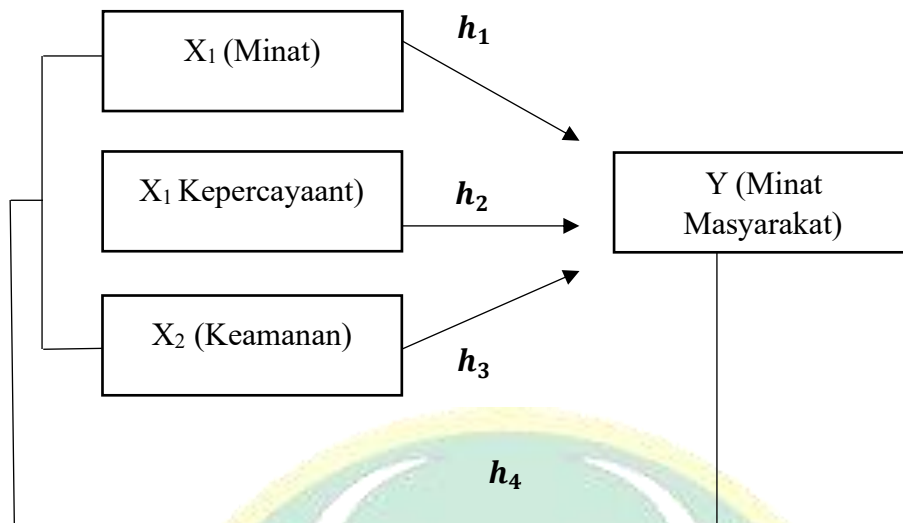 X₁ (Minat)
h₁
X₁ Kepercayaant)
h₂
Y (Minat
Masyarakat)
X₂ (Keamanan)
h₃
h₄